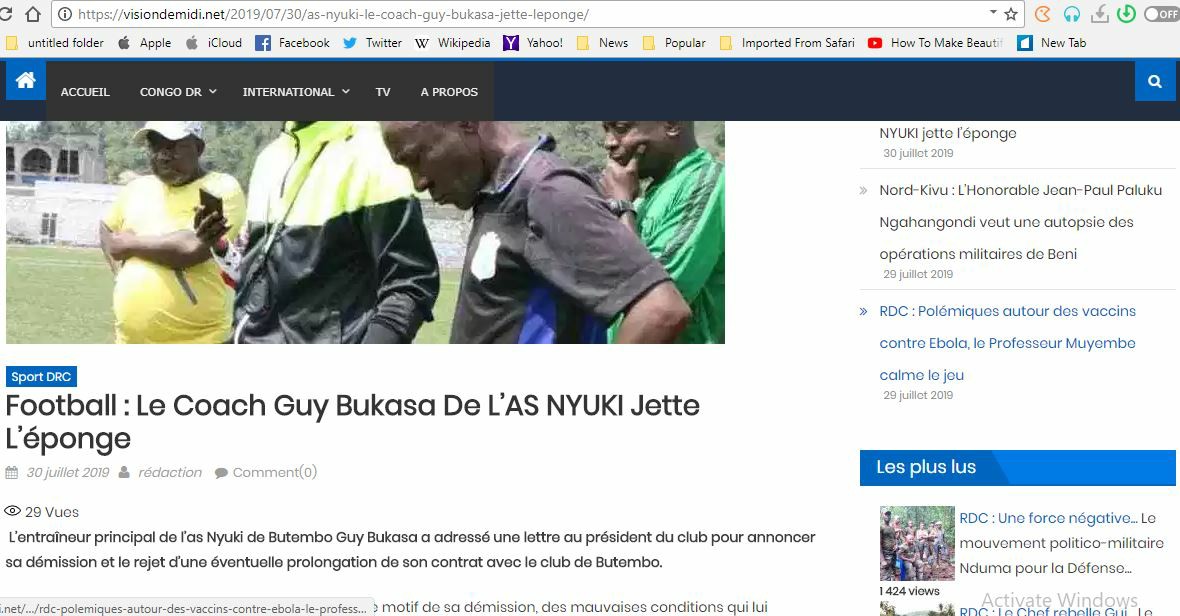 https://visiondemidi.net/2019/07/30/as-nyuki-le-coach-guy-bukasa-jette-leponge/
OFF
untitled folder Apple iCloud Facebook Twitter Wikipedia Yahoo! News Popular Imported From Safari How To Make Beautif New Tab
ACCUEIL CONGO DR INTERNATIONAL TV A PROPOS
Sport DRC
Football : Le Coach Guy Bukasa De L'AS NYUKI Jette
L'éponge
30 juillet 2019 rédaction Comment(0)
29 Vues
L'entraîneur principal de l'as Nyuki de Butembo Guy Bukasa a adressé une lettre au président du club pour annoncer
sa démission et le rejet d'une éventuelle prolongation de son contrat avec le club de Butembo.
motif de sa démission, des mauvaises conditions qui lui
i.net/.../rdc-polemiques-autour-des-vaccins-contre-ebola-le-profess...
NYUKI jette l'éponge
30 juillet 2019
» Nord-Kivu : L'Honorable Jean-Paul Paluku
Ngahangondi veut une autopsie des
opérations militaires de Beni
29 juillet 2019
» RDC : Polémiques autour des vaccins
contre Ebola, le Professeur Muyembe
calme le jeu
29 juillet 2019
Les plus lus
RDC : Une force négative... Le
mouvement politico-militaire
Nduma pour la Défense...
1 424 views
RDC : Le Chef rebelle Gui... Le
Activate Windows